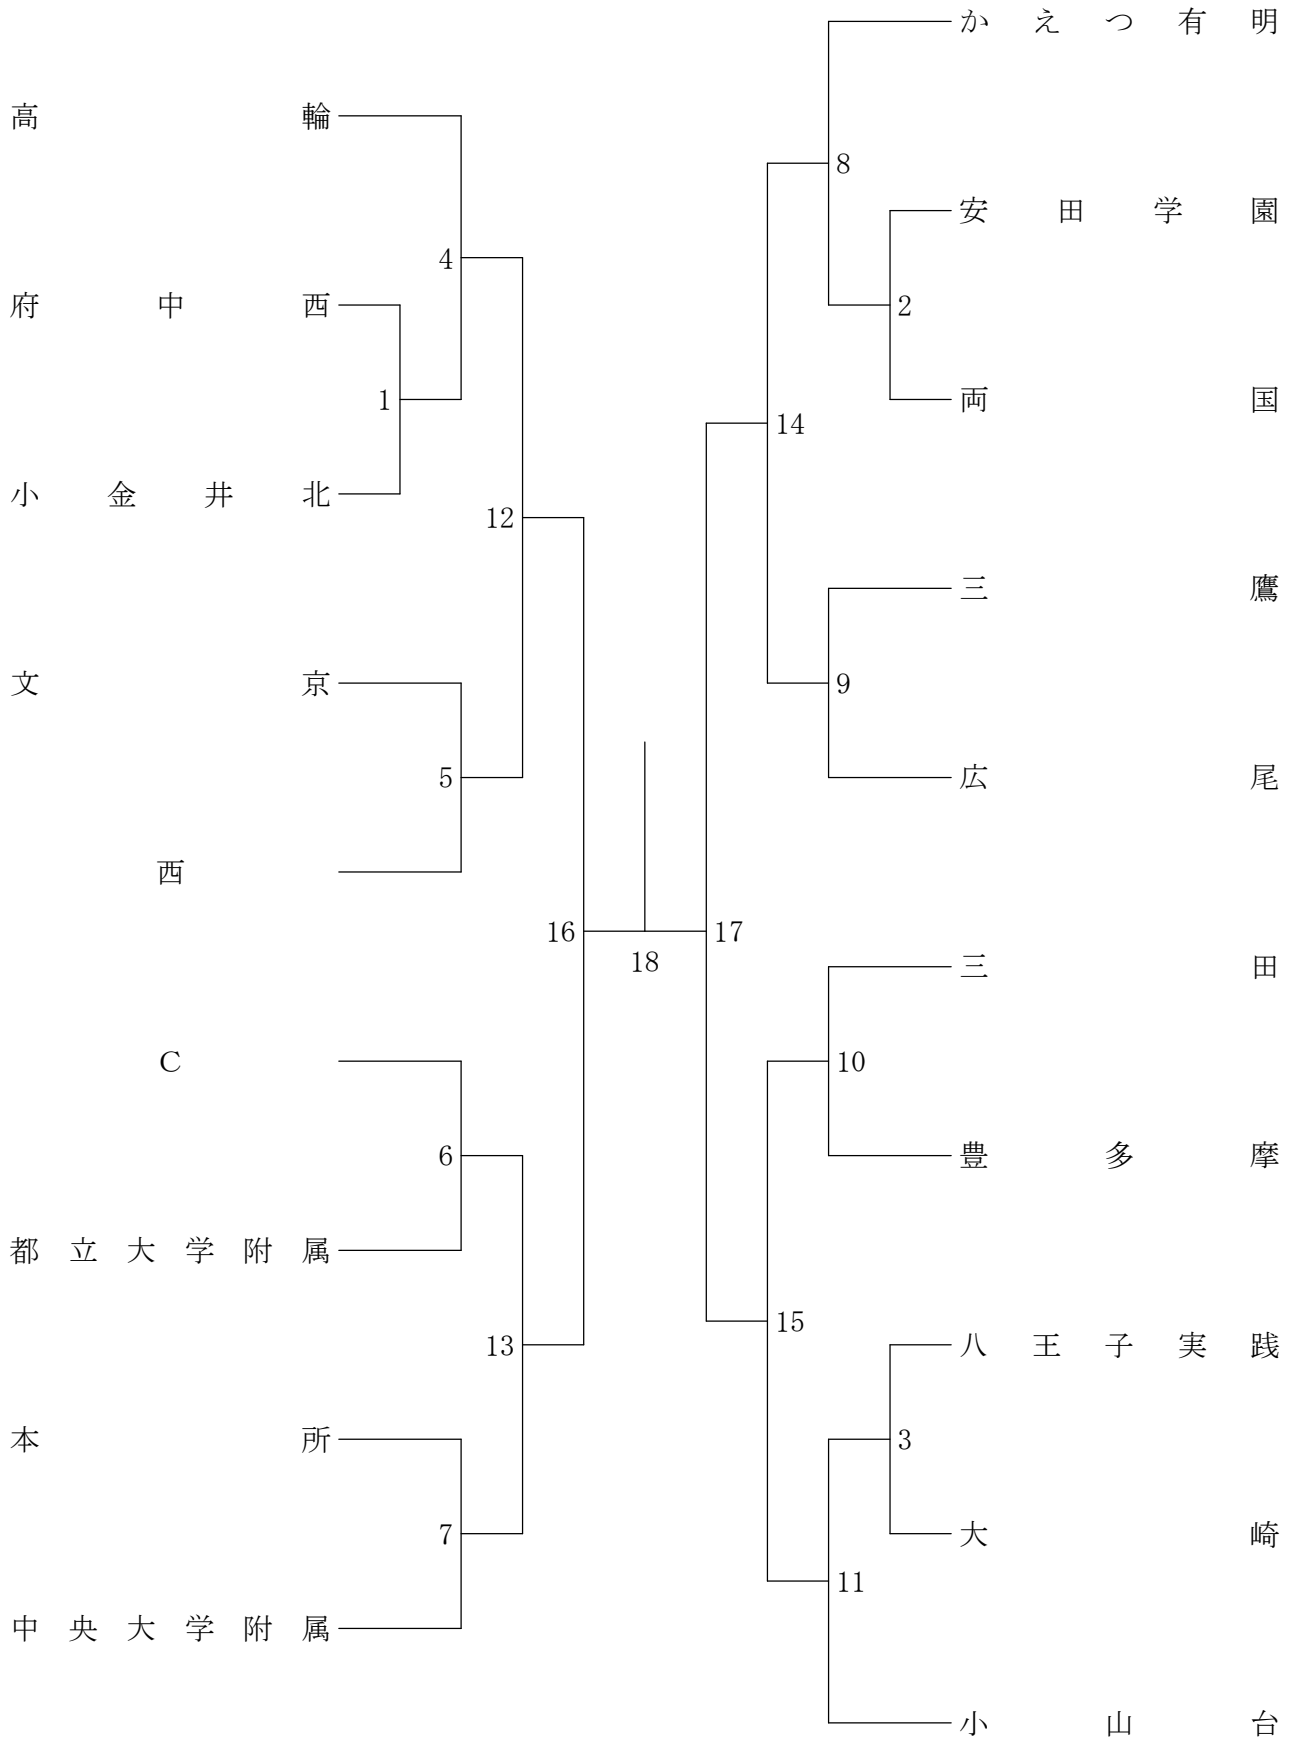 かえつ有明
高輪
8
安田学園
4
府中西
2
1
両国
14
小金井北
12
三鷹
文京
9
5
広尾
西
16
17
18
三田
C
10
6
豊多摩
都立大学附属
15
13
八王子実践
本所
3
7
大崎
11
中央大学附属
小山台